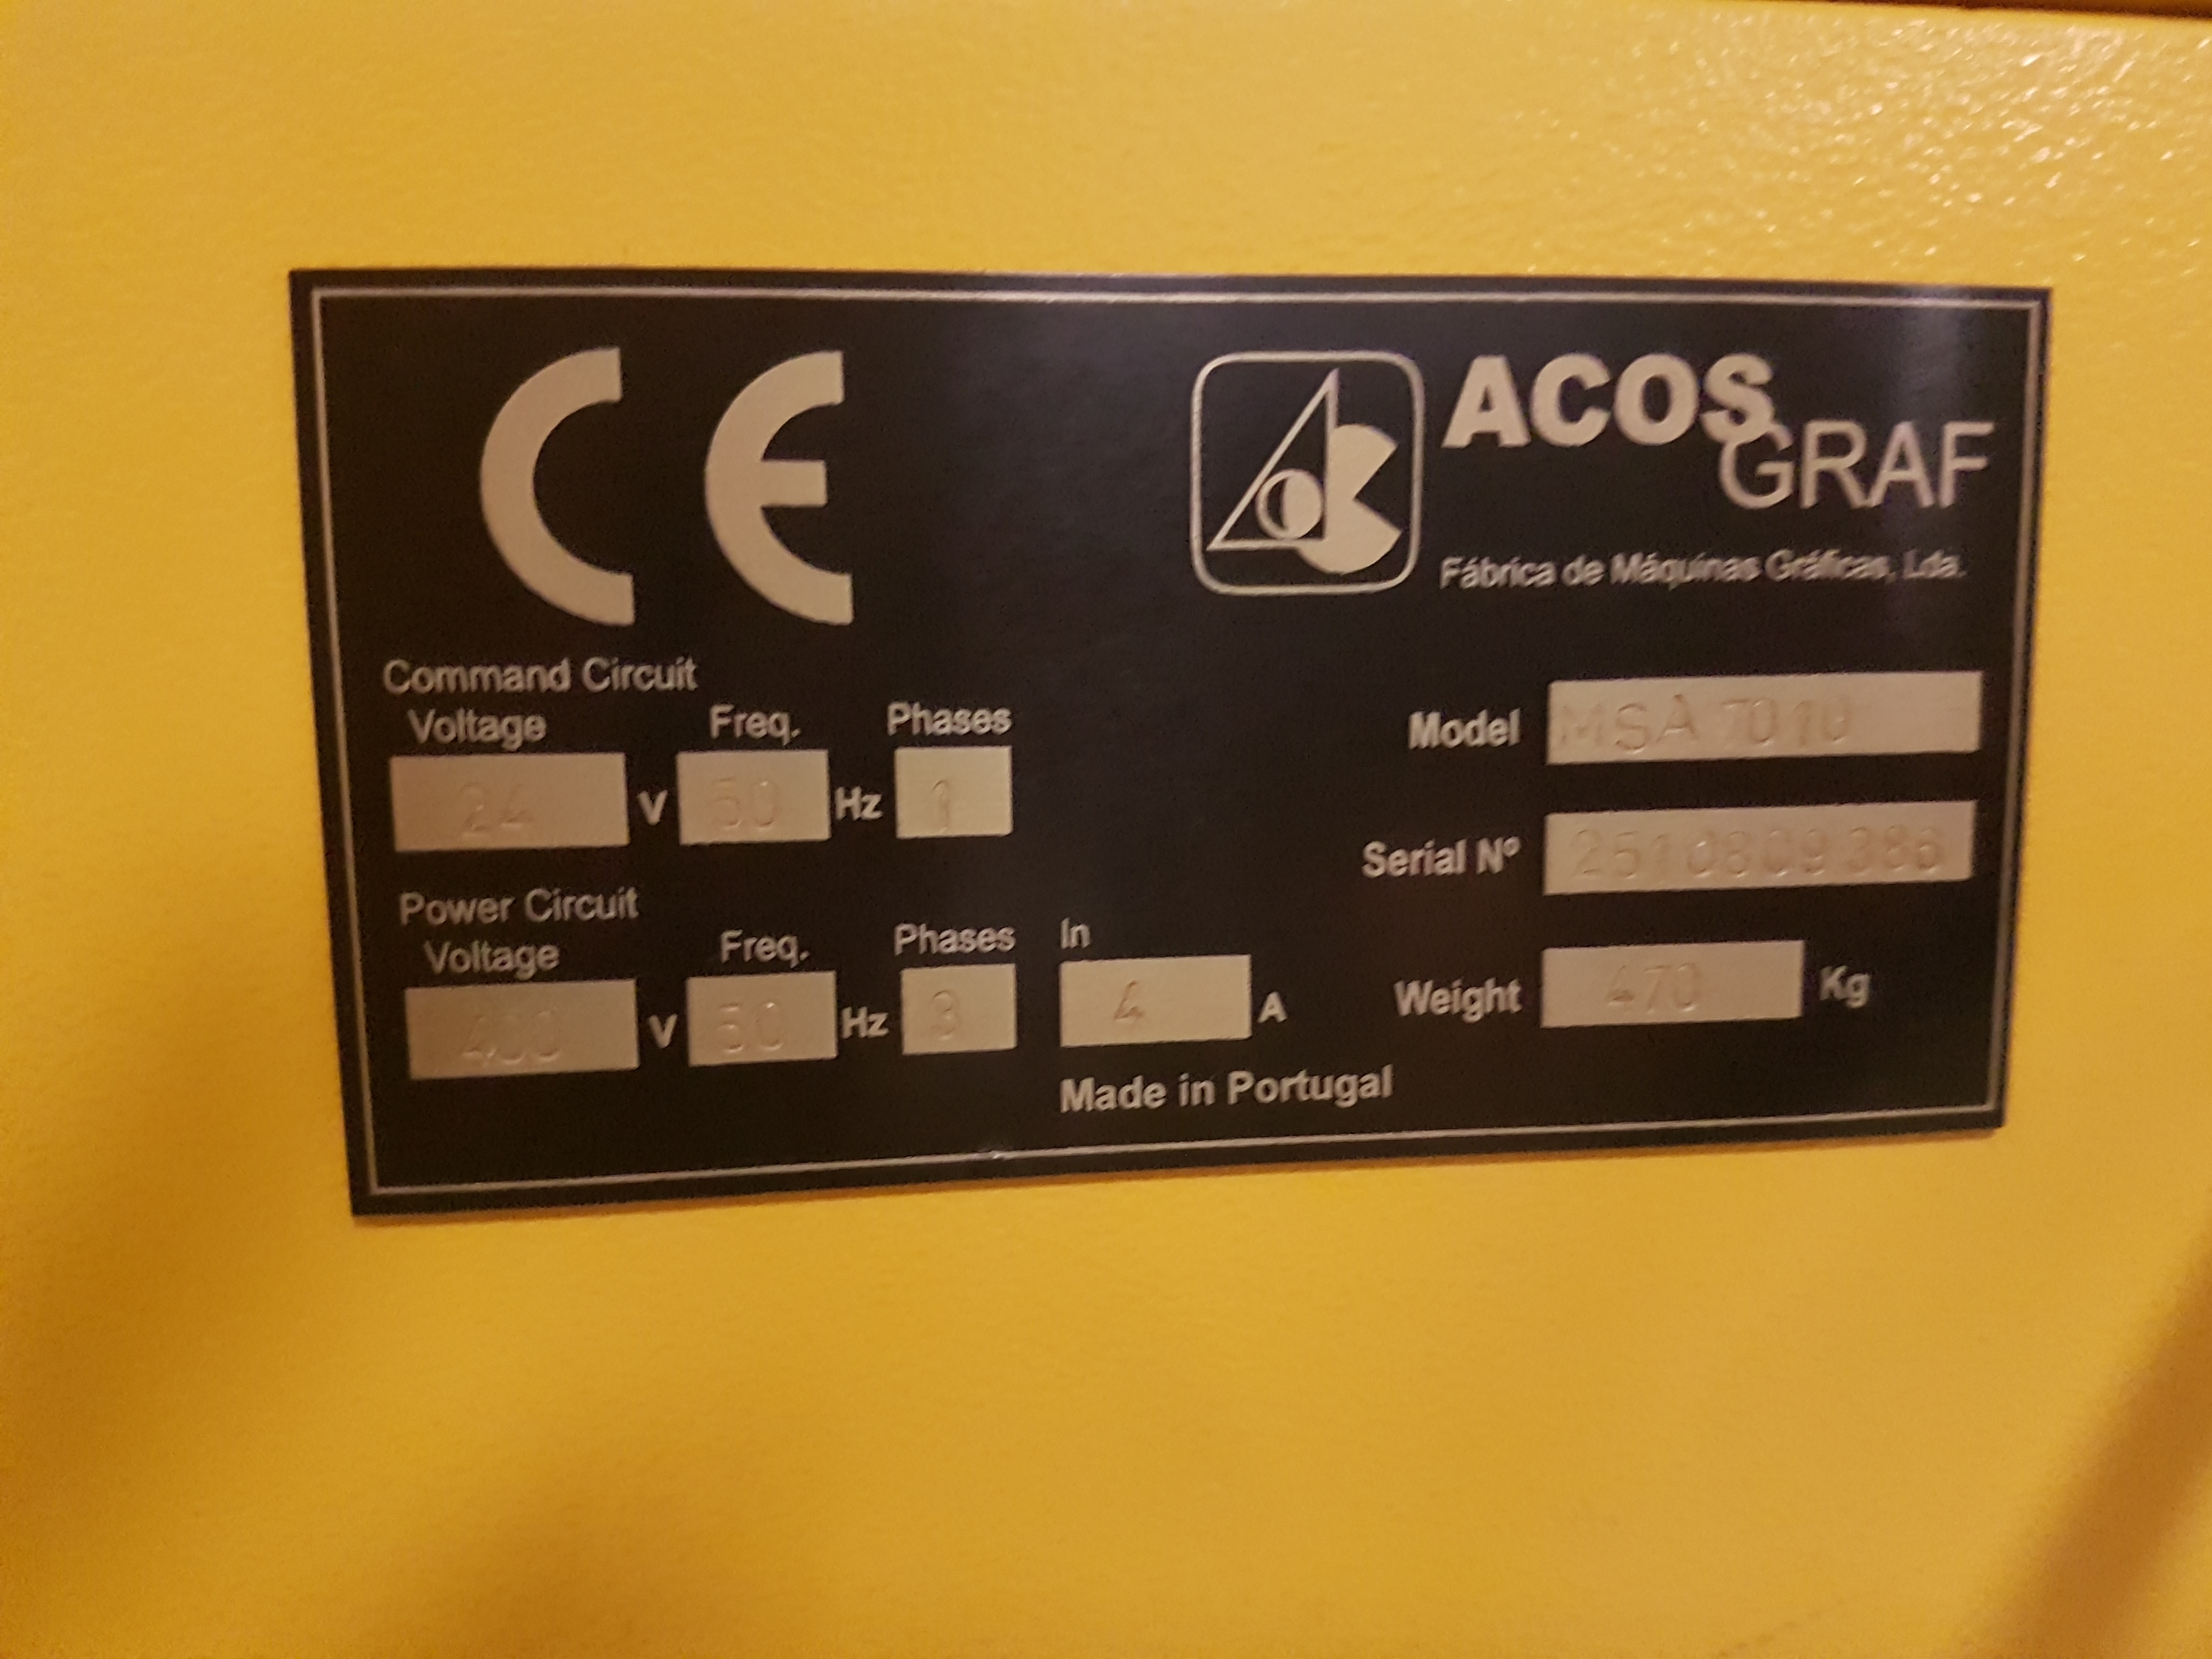 CE
ACOS
GRAF
Fábrica de Máquinas Gráficas, Lda.
Command Circuit
Voltage Freq. Phases
24 V 50 Hz 1
Power Circuit
Voltage Freq. Phases In
400 V 50 Hz 3 4 A
Model MSA 7010
Serial Nº 2510809386
Weight 470 Kg
Made in Portugal